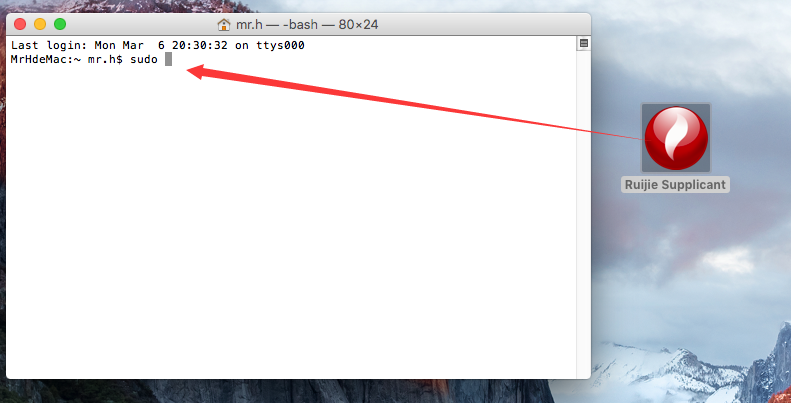 mr.h — -bash — 80×24
Last login: Mon Mar  6 20:30:32 on ttys000
MrHdeMac:~ mr.h$ sudo
Ruijie Supplicant